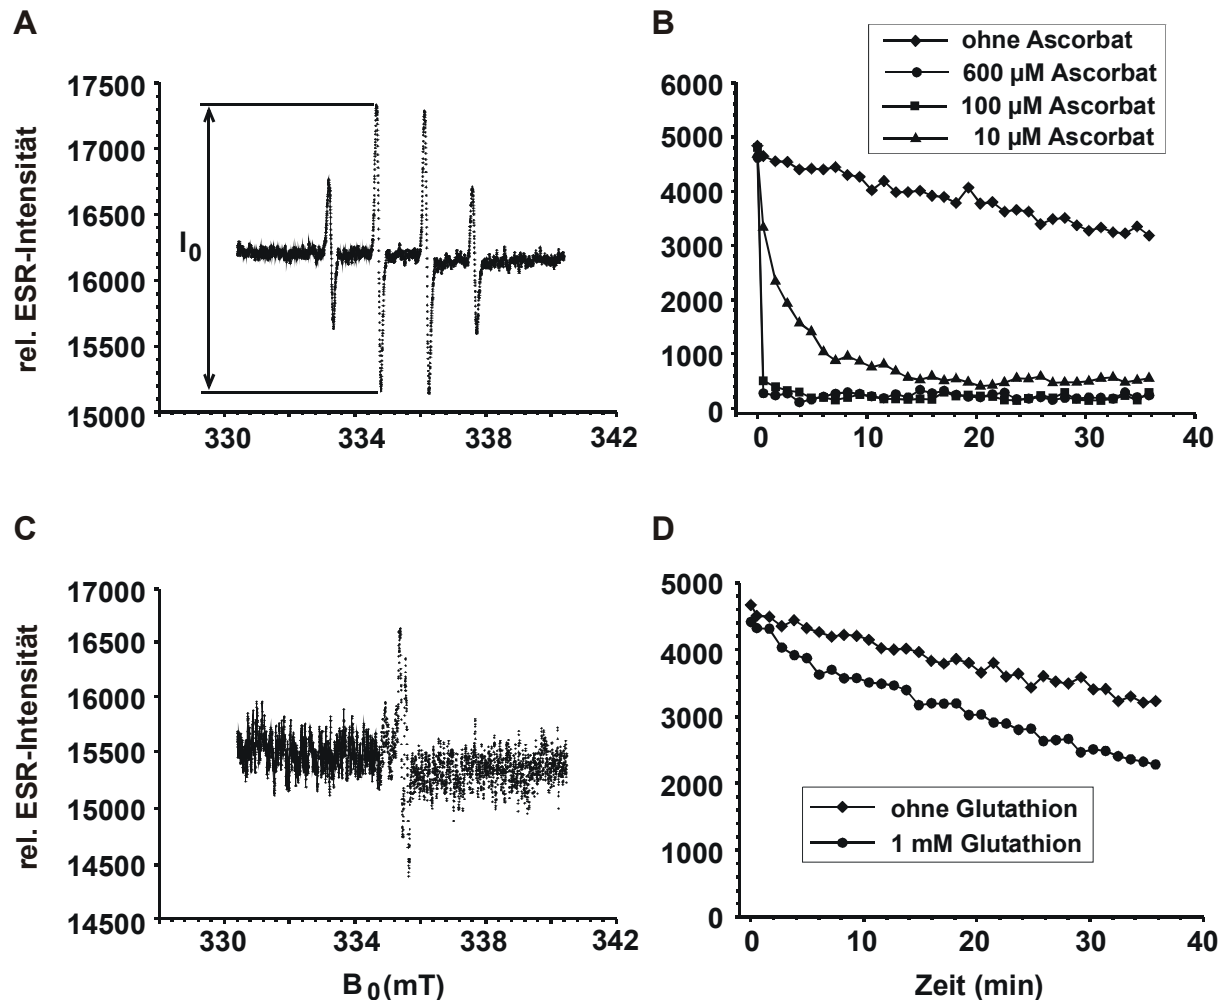 A
rel. ESR-Intensität
17500
17000
16500
16000
15500
15000
I0
330
334
338
342
B
ohne Ascorbat
600 µM Ascorbat
100 µM Ascorbat
10 µM Ascorbat
6000
5000
4000
3000
2000
1000
0
0
10
20
30
40
C
rel. ESR-Intensität
17000
16500
16000
15500
15000
14500
14500
330
334
338
342
B0(mT)
D
5000
4000
3000
2000
1000
0
ohne Glutathion
1 mM Glutathion
0
10
20
30
40
Zeit (min)